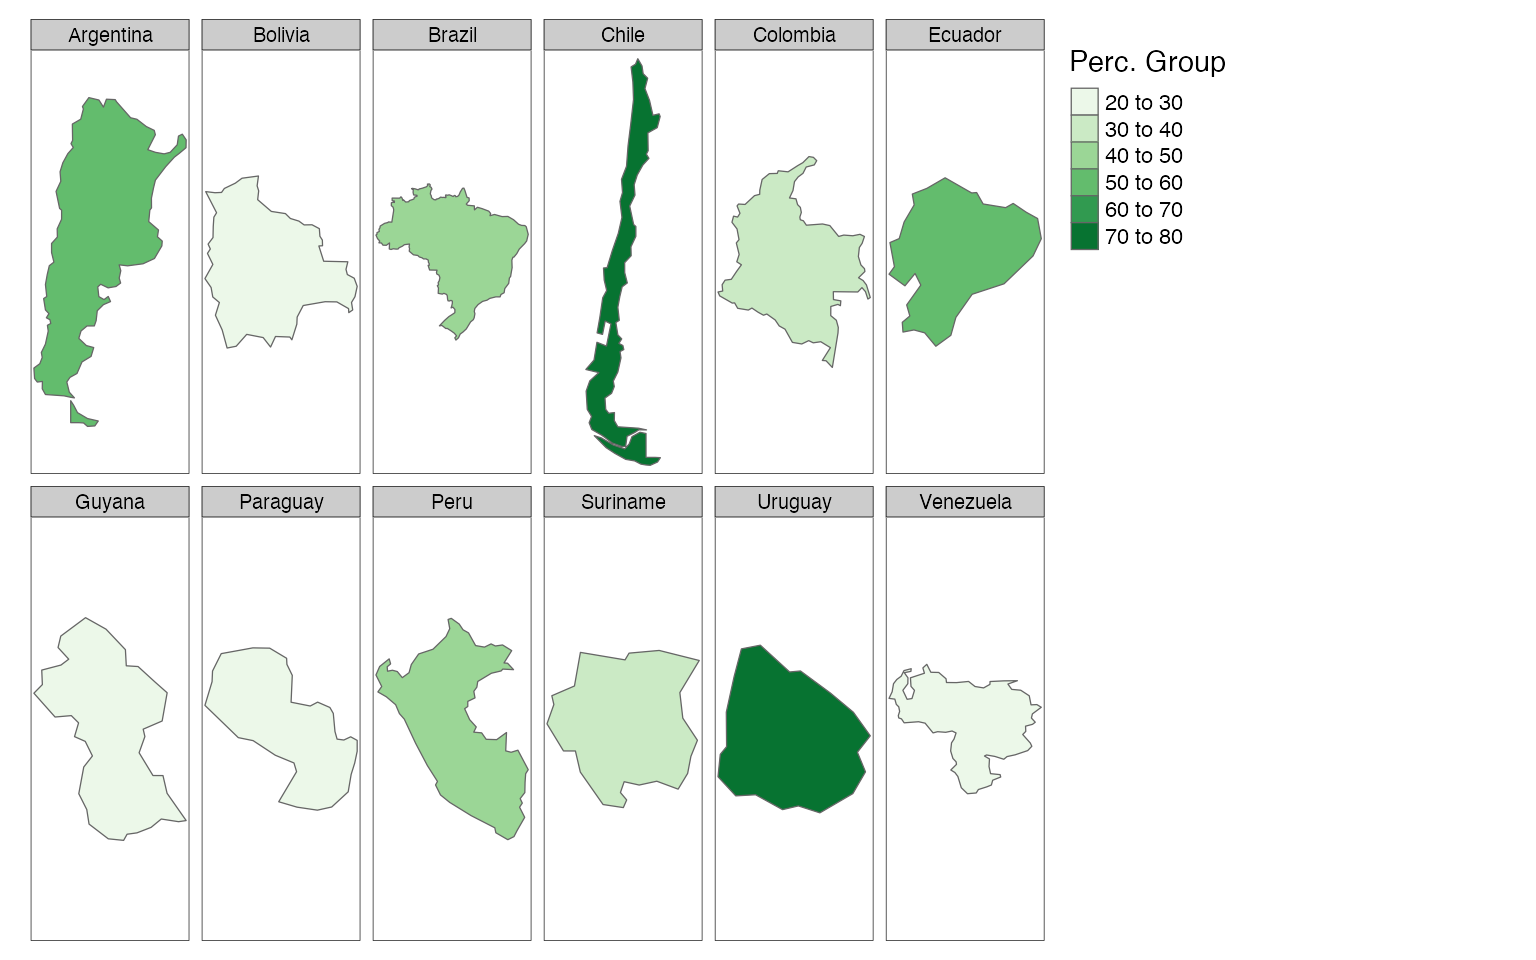 Argentina
Bolivia
Brazil
Chile
Colombia
Ecuador
Guyana
Paraguay
Peru
Suriname
Uruguay
Venezuela
Perc. Group
20 to 30
30 to 40
40 to 50
50 to 60
60 to 70
70 to 80